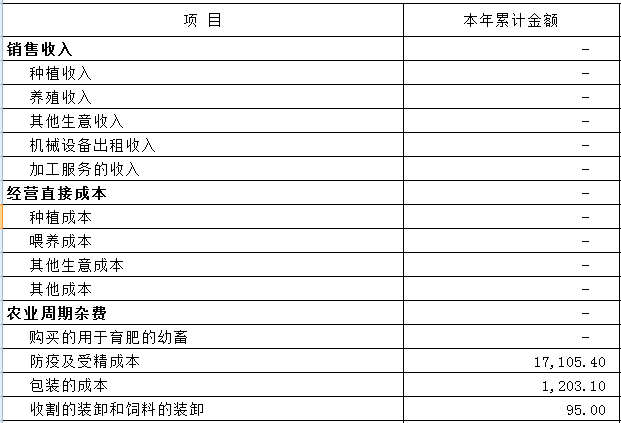 项 目 本年累计金额
销售收入 -
种植收入 -
养殖收入 -
其他生意收入 -
机械设备出租收入 -
加工服务的收入 -
经营直接成本 -
种植成本 -
喂养成本 -
其他生意成本 -
其他成本 -
农业周期杂费 -
购买的用于育肥的幼畜 -
防疫及受精成本 17,105.40
包装的成本 1,203.10
收割的装卸和饲料的装卸 95.00